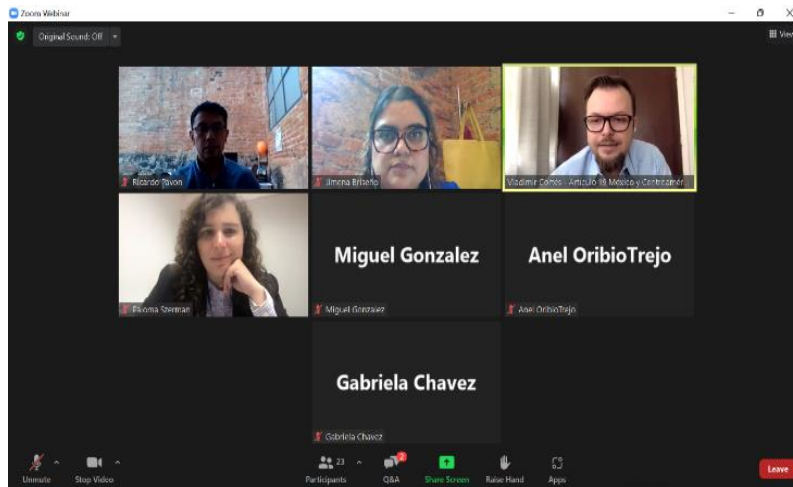 Zoom Webinar
Original Sound: Off
View
Ricardo Pavon
Jimena Briseño
Vladimir Cortés - Artículo 19 México y Centroamér
Paloma Szerman
Miguel Gonzalez
Miguel Gonzalez
Anel OribioTrejo
Anel OribioTrejo
Gabriela Chavez
Gabriela Chavez
Unmute
Stop Video
23
Participants
2
Q&A
Share Screen
Raise Hand
Apps
Leave